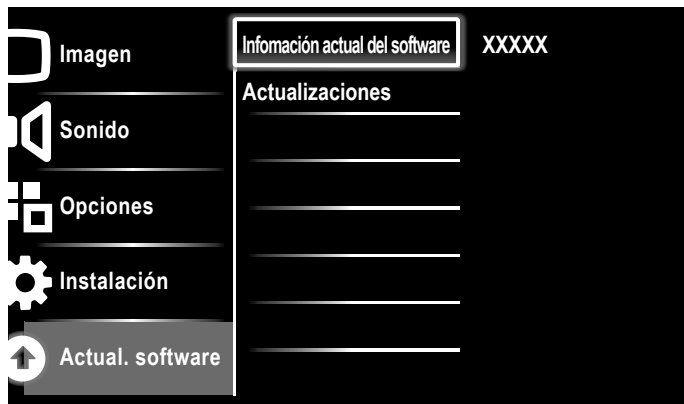 Imagen
Sonido
Opciones
Instalación
Actual. software
Infomación actual del software
XXXXX
Actualizaciones